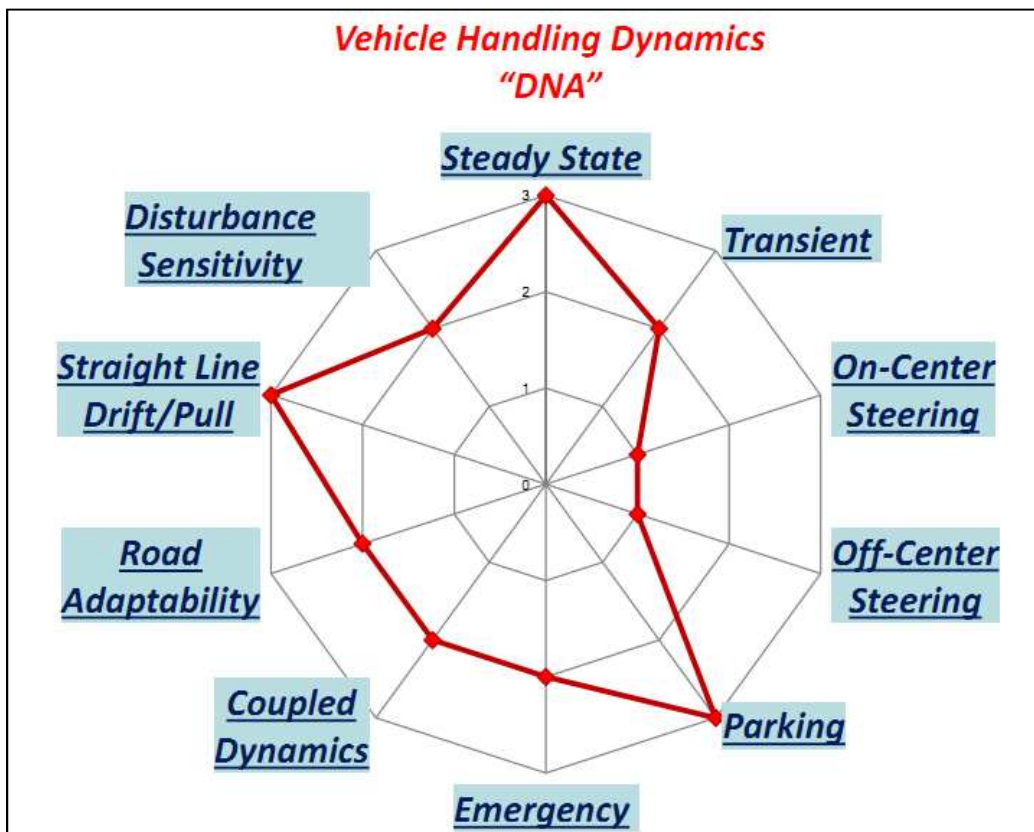 Vehicle Handling Dynamics
“DNA”
Steady State
Disturbance
Sensitivity
Transient
3
2
1
0
Straight Line
Drift/Pull
On-Center
Steering
Road
Adaptability
Off-Center
Steering
Coupled
Dynamics
Parking
Emergency